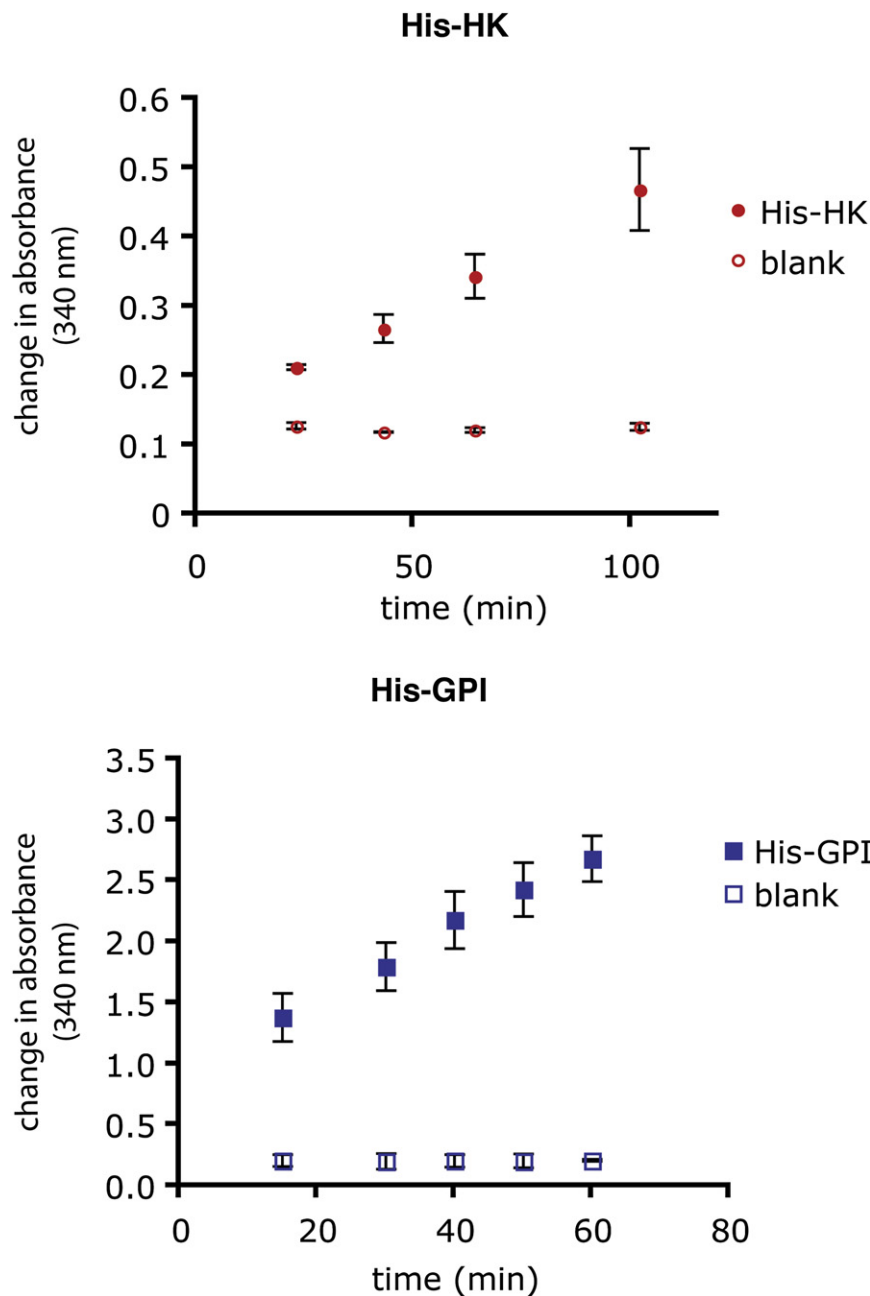 His-HK
0.6
0.5
0.4
0.3
0.2
0.1
0
change in absorbance
(340 nm)
His-HK
blank
0 50 100
time (min)
His-GPI
3.5
3.0
2.5
2.0
1.5
1.0
0.5
0.0
change in absorbance
(340 nm)
His-GPI
blank
0 20 40 60 80
time (min)